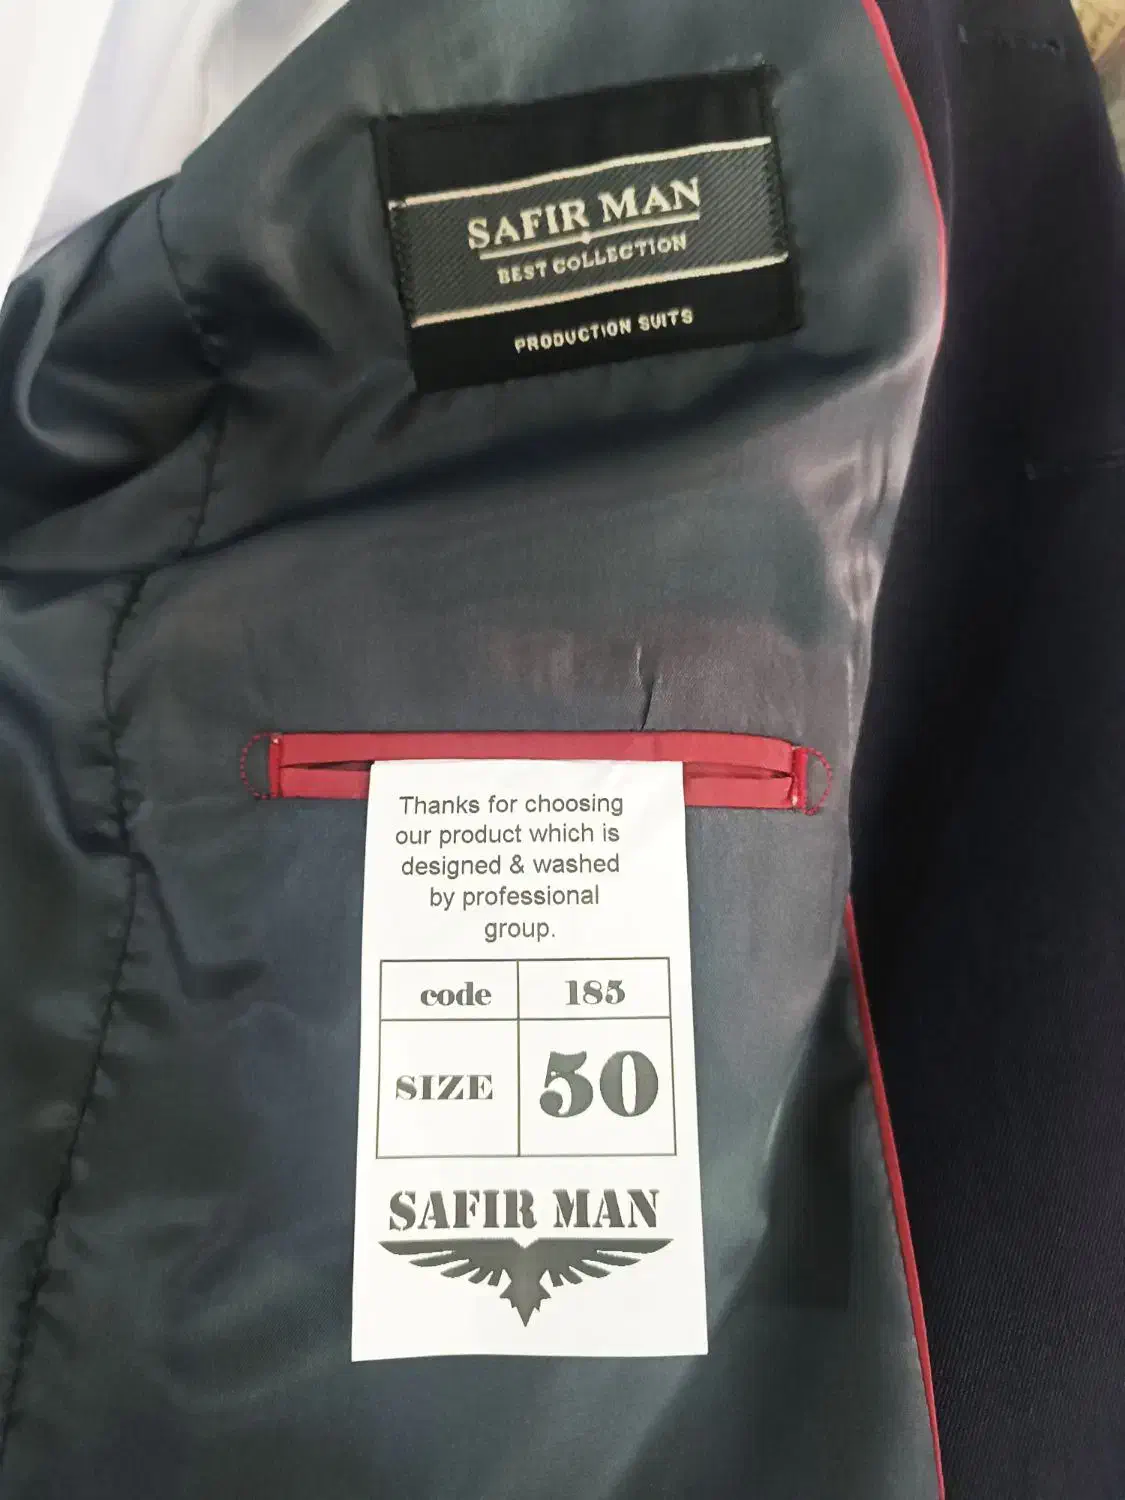 SAFIR MAN
BEST COLLECTION
PRODUCTION SUITS
Thanks for choosing
our product which is
designed & washed
by professional
group.
code 185
SIZE 50
SAFIR MAN